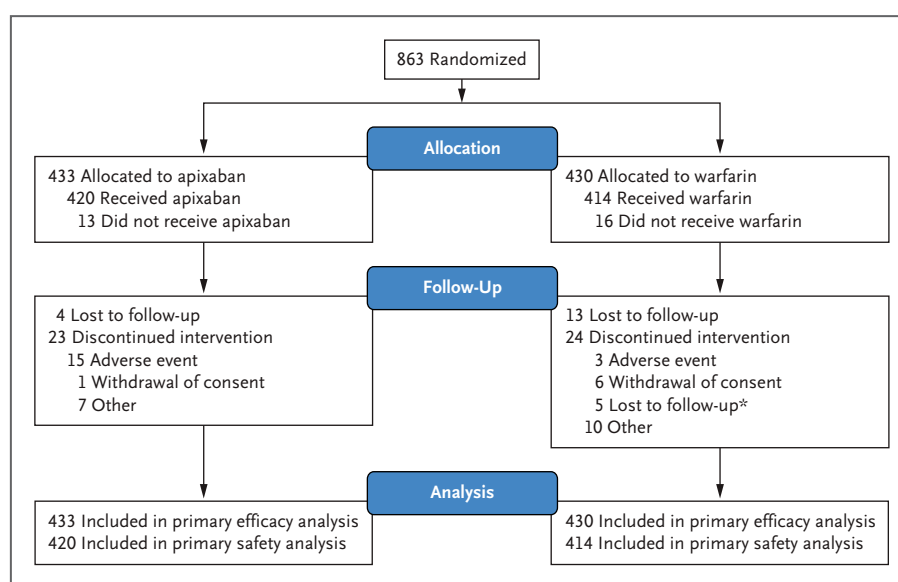 863 Randomized
Allocation
433 Allocated to apixaban
420 Received apixaban
13 Did not receive apixaban
430 Allocated to warfarin
414 Received warfarin
16 Did not receive warfarin
Follow-Up
4 Lost to follow-up
23 Discontinued intervention
15 Adverse event
1 Withdrawal of consent
7 Other
13 Lost to follow-up
24 Discontinued intervention
3 Adverse event
6 Withdrawal of consent
5 Lost to follow-up*
10 Other
Analysis
433 Included in primary efficacy analysis
420 Included in primary safety analysis
430 Included in primary efficacy analysis
414 Included in primary safety analysis